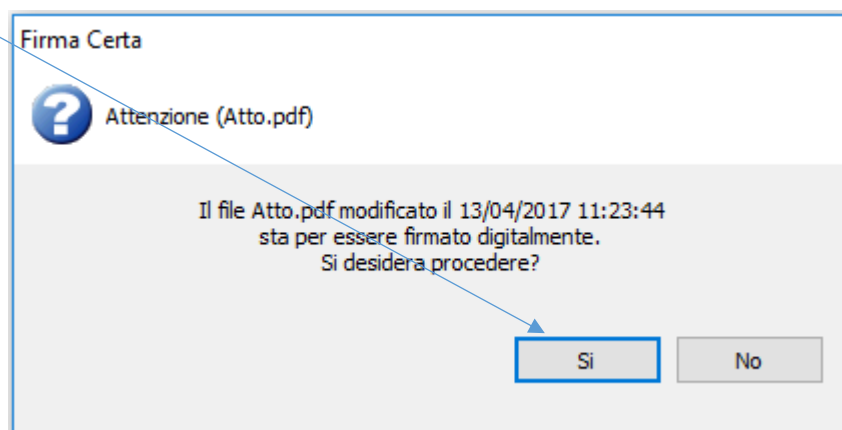 Firma Certa
Attenzione (Atto.pdf)
Il file Atto.pdf modificato il 13/04/2017 11:23:44
sta per essere firmato digitalmente.
Si desidera procedere?
Si No